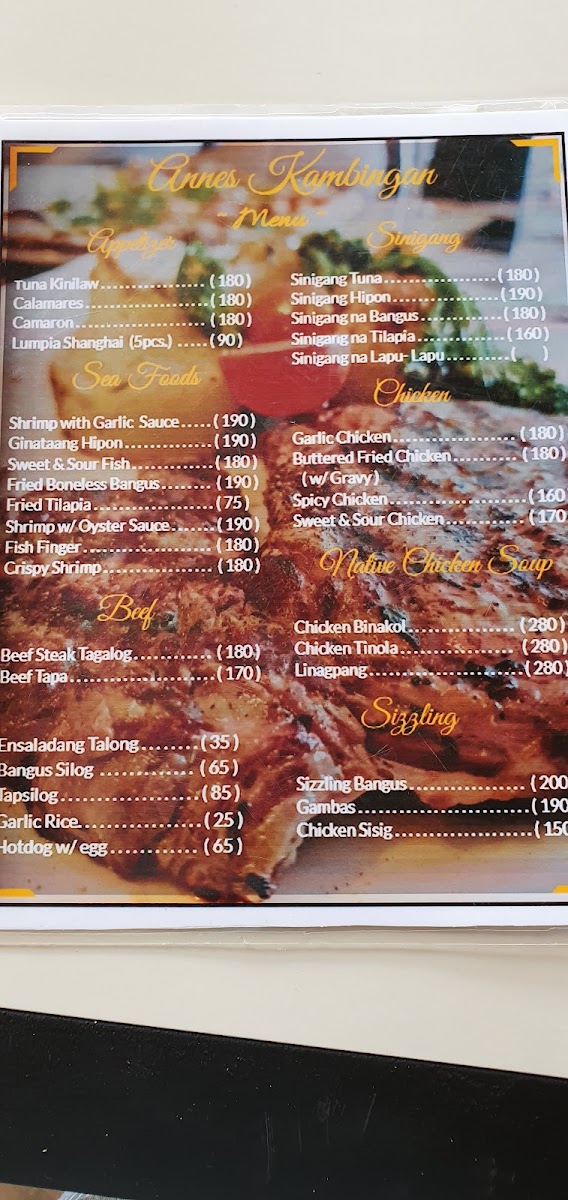 Annes Kambingan
~ Menu ~
Appetizer
Tuna Kinilaw................(180)
Calamares...................(180)
Camaron.....................(180)
Lumpia Shanghai (5pcs.) .....(90)
Sea Foods
Shrimp with Garlic Sauce.....(190)
Ginataang Hipon..............(190)
Sweet & Sour Fish.............(180)
Fried Boneless Bangus........(190)
Fried Tilapia..................(75)
Shrimp w/ Oyster Sauce.......(190)
Fish Finger....................(180)
Crispy Shrimp.................(180)
Beef
Beef Steak Tagalog............(180)
Beef Tapa.....................(170)
Ensaladang Talong........(35)
Bangus Silog .............(65)
Tapsilog....................(85)
Garlic Rice..................(25)
Hotdog w/ egg............(65)
Sinigang
Sinigang Tuna.................(180)
Sinigang Hipon................(190)
Sinigang na Bangus............(180)
Sinigang na Tilapia............(160)
Sinigang na Lapu- Lapu.........( )
Chicken
Garlic Chicken.................(180)
Buttered Fried Chicken..........(180)
(w/ Gravy)
Spicy Chicken...................(160
Sweet & Sour Chicken...........(170
Native Chicken Soup
Chicken Binakol...............(280)
Chicken Tinola................(280)
Linagpang.....................(280)
Sizzling
Sizzling Bangus...............(200
Gambas.......................(190
Chicken Sisig..................(150